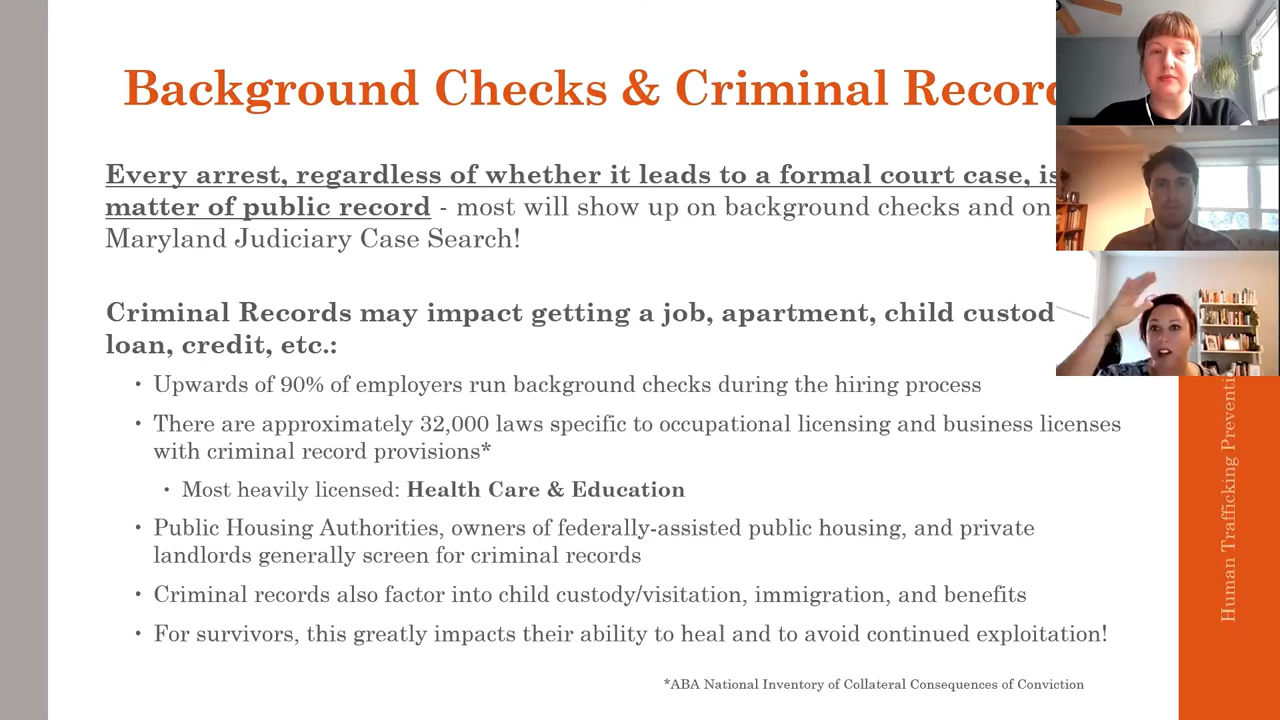 Background Checks & Criminal Recor
Every arrest, regardless of whether it leads to a formal court case, is
matter of public record - most will show up on background checks and on
Maryland Judiciary Case Search!
Criminal Records may impact getting a job, apartment, child custod
loan, credit, etc.:
• Upwards of 90% of employers run background checks during the hiring process
• There are approximately 32,000 laws specific to occupational licensing and business licenses
with criminal record provisions*
• Most heavily licensed: Health Care & Education
• Public Housing Authorities, owners of federally-assisted public housing, and private
landlords generally screen for criminal records
• Criminal records also factor into child custody/visitation, immigration, and benefits
• For survivors, this greatly impacts their ability to heal and to avoid continued exploitation!
*ABA National Inventory of Collateral Consequences of Conviction
Human Trafficking Preventi